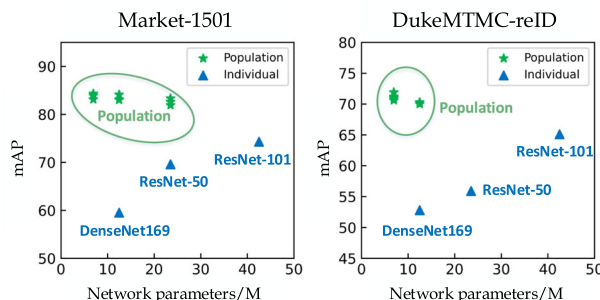 Market-1501
mAP
95
90
80
70
60
50
0
10
20
30
40
50
Population
Individual
Population
ResNet-101
ResNet-50
DenseNet169
Network parameters/M
DukeMTMC-reID
mAP
80
75
70
65
60
55
50
45
0
10
20
30
40
50
Population
Individual
Population
ResNet-101
ResNet-50
DenseNet169
Network parameters/M